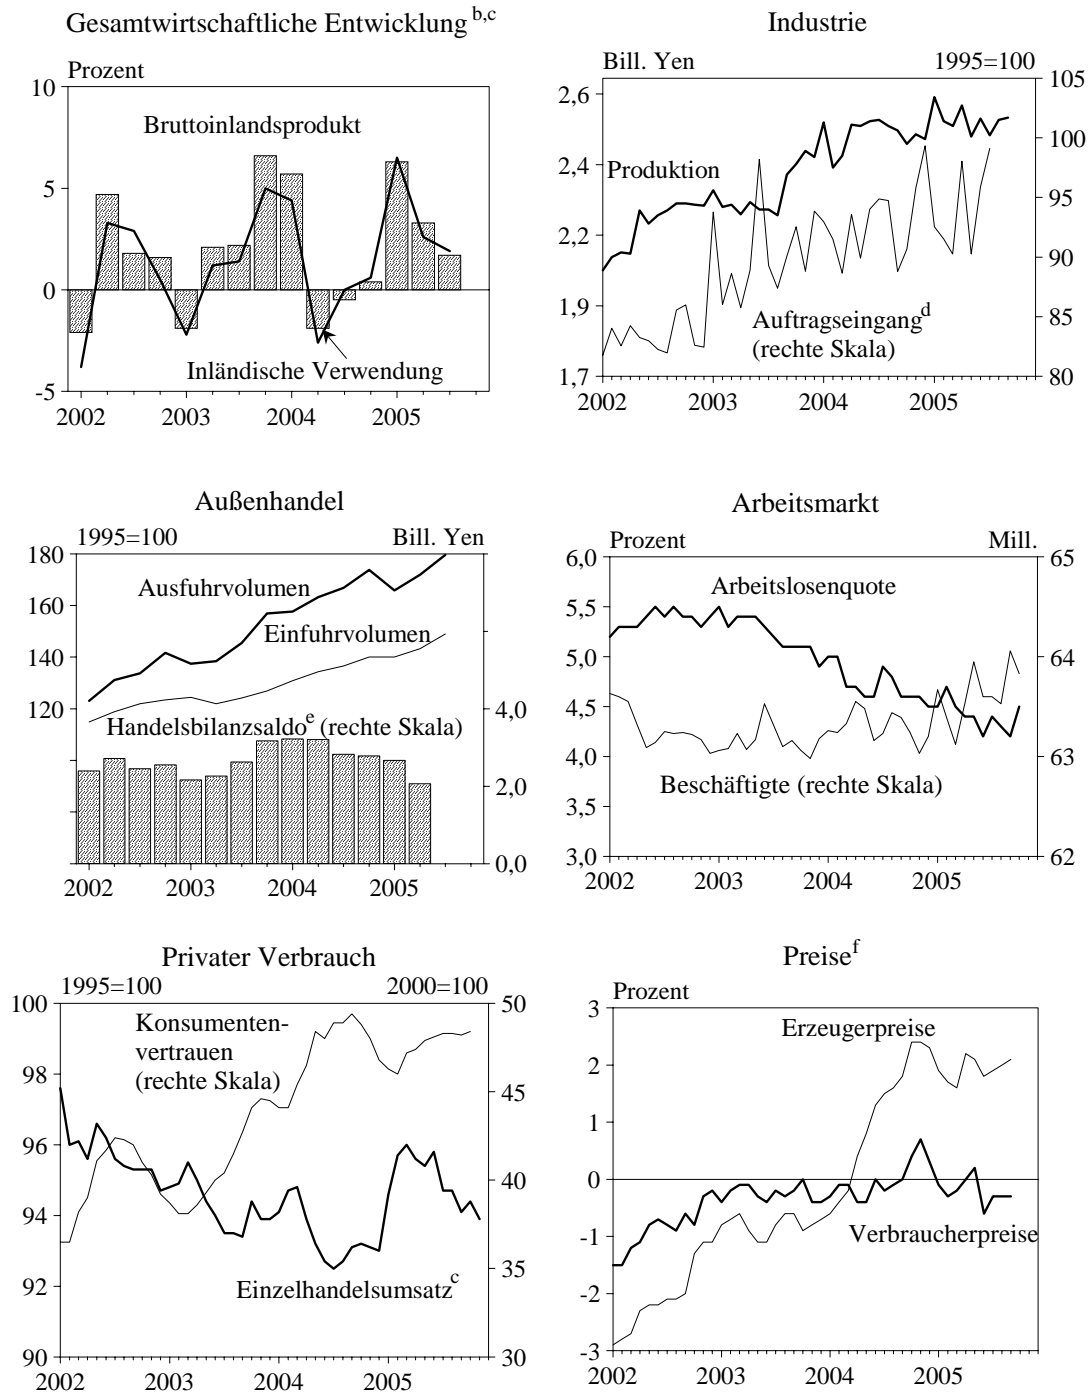 Gesamtwirtschaftliche Entwicklung b,c
Prozent
10
5
0
-5
Bruttoinlandsprodukt
Inländische Verwendung
2002 2003 2004 2005
Industrie
Bill. Yen 1995=100
2,6
2,4
2,2
1,9
1,7
105
100
95
90
85
80
Produktion
Auftragseingang d
(rechte Skala)
2002 2003 2004 2005
Außenhandel
1995=100 Bill. Yen
180
160
140
120
4,0
2,0
0,0
Ausfuhrvolumen
Einfuhrvolumen
Handelsbilanzsaldo e (rechte Skala)
2002 2003 2004 2005
Arbeitsmarkt
Prozent Mill.
6,0
5,5
5,0
4,5
4,0
3,5
3,0
65
64
63
62
Arbeitslosenquote
Beschäftigte (rechte Skala)
2002 2003 2004 2005
Privater Verbrauch
1995=100 2000=100
100
98
96
94
92
90
50
45
40
35
30
Konsumenten-
vertrauen
(rechte Skala)
Einzelhandelsumsatz c
2002 2003 2004 2005
Preise f
Prozent
3
2
1
0
-1
-2
-3
Erzeugerpreise
Verbraucherpreise
2002 2003 2004 2005